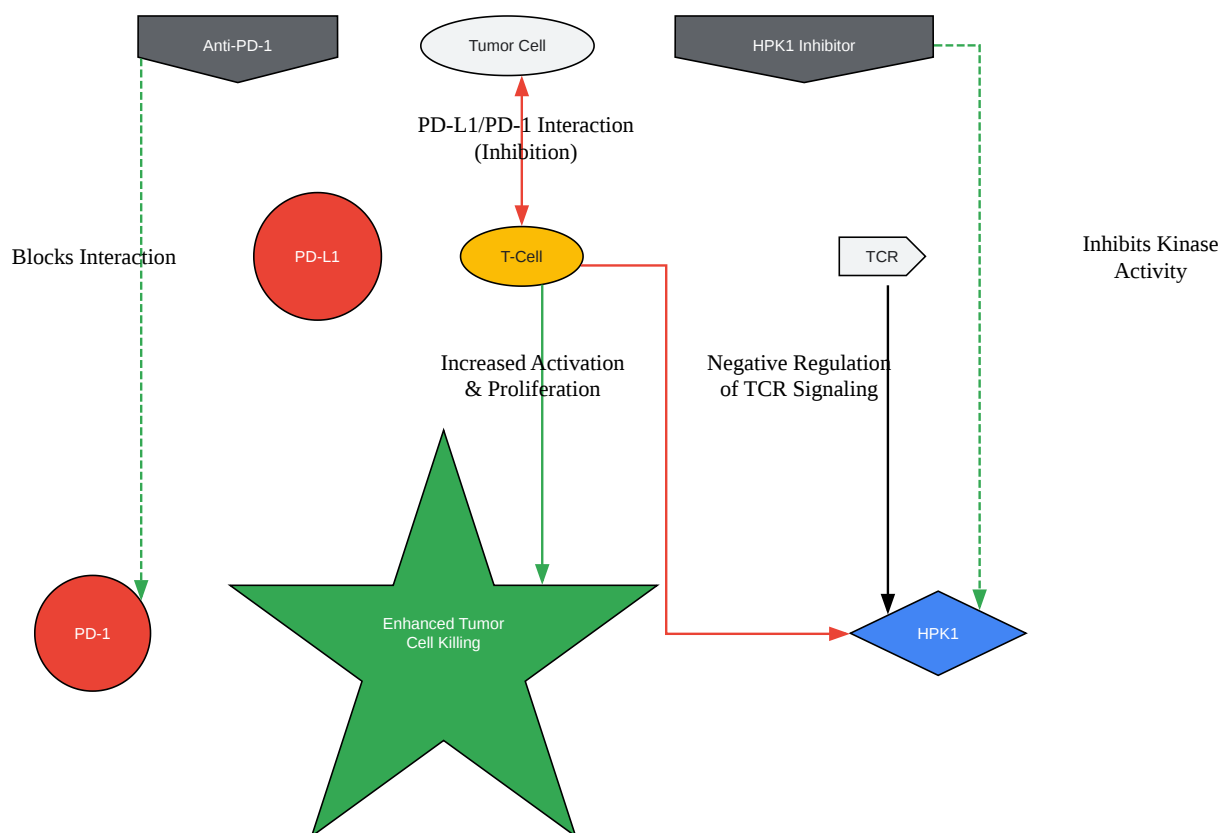 Anti-PD-1
Tumor Cell
HPK1 Inhibitor
PD-L1/PD-1 Interaction
(Inhibition)
Blocks Interaction
PD-L1
T-Cell
TCR
Inhibits Kinase
Activity
Increased Activation
& Proliferation
Negative Regulation
of TCR Signaling
PD-1
Enhanced Tumor
Cell Killing
HPK1